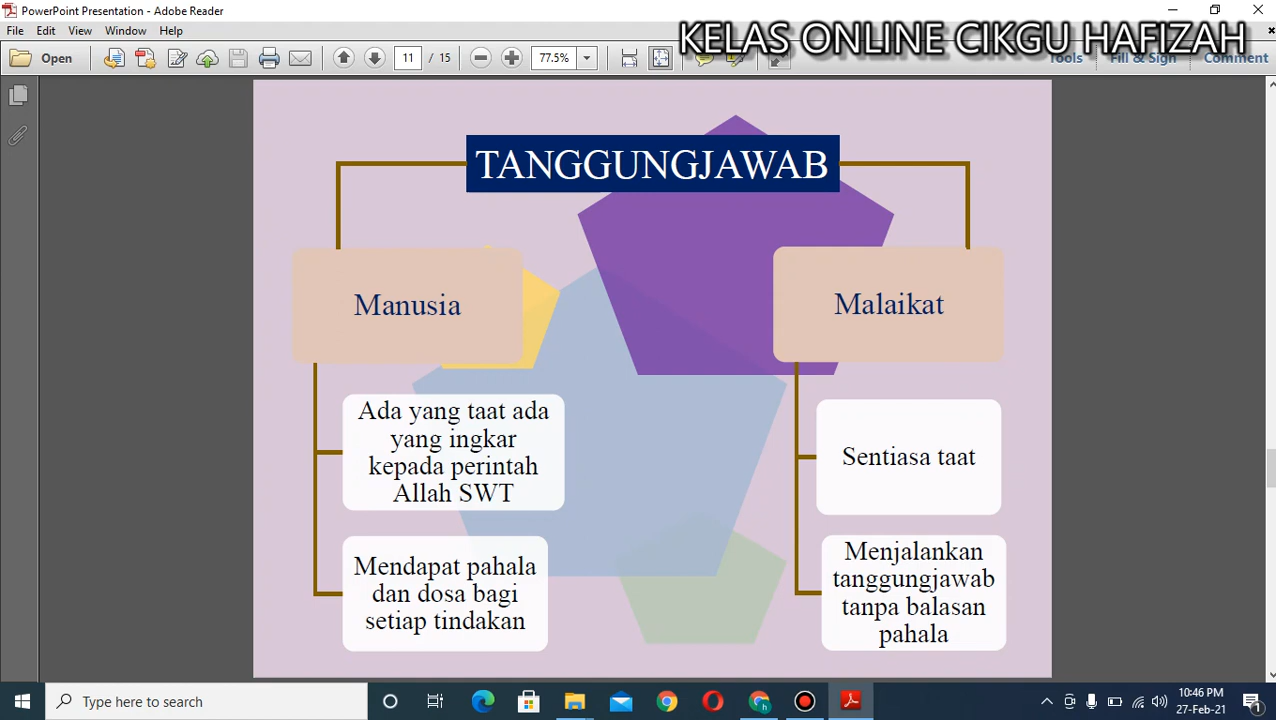 PowerPoint Presentation - Adobe Reader
File Edit View Window Help
KELAS ONLINE CIKGU HAFIZAH
Open 11 / 15 77.5% Tools Fill & Sign Comment
TANGGUNGJAWAB
Manusia
Ada yang taat ada
yang ingkar
kepada perintah
Allah SWT
Mendapat pahala
dan dosa bagi
setiap tindakan
Malaikat
Sentiasa taat
Menjalankan
tanggungjawab
tanpa balasan
pahala
Type here to search
10:46 PM
27-Feb-21
1